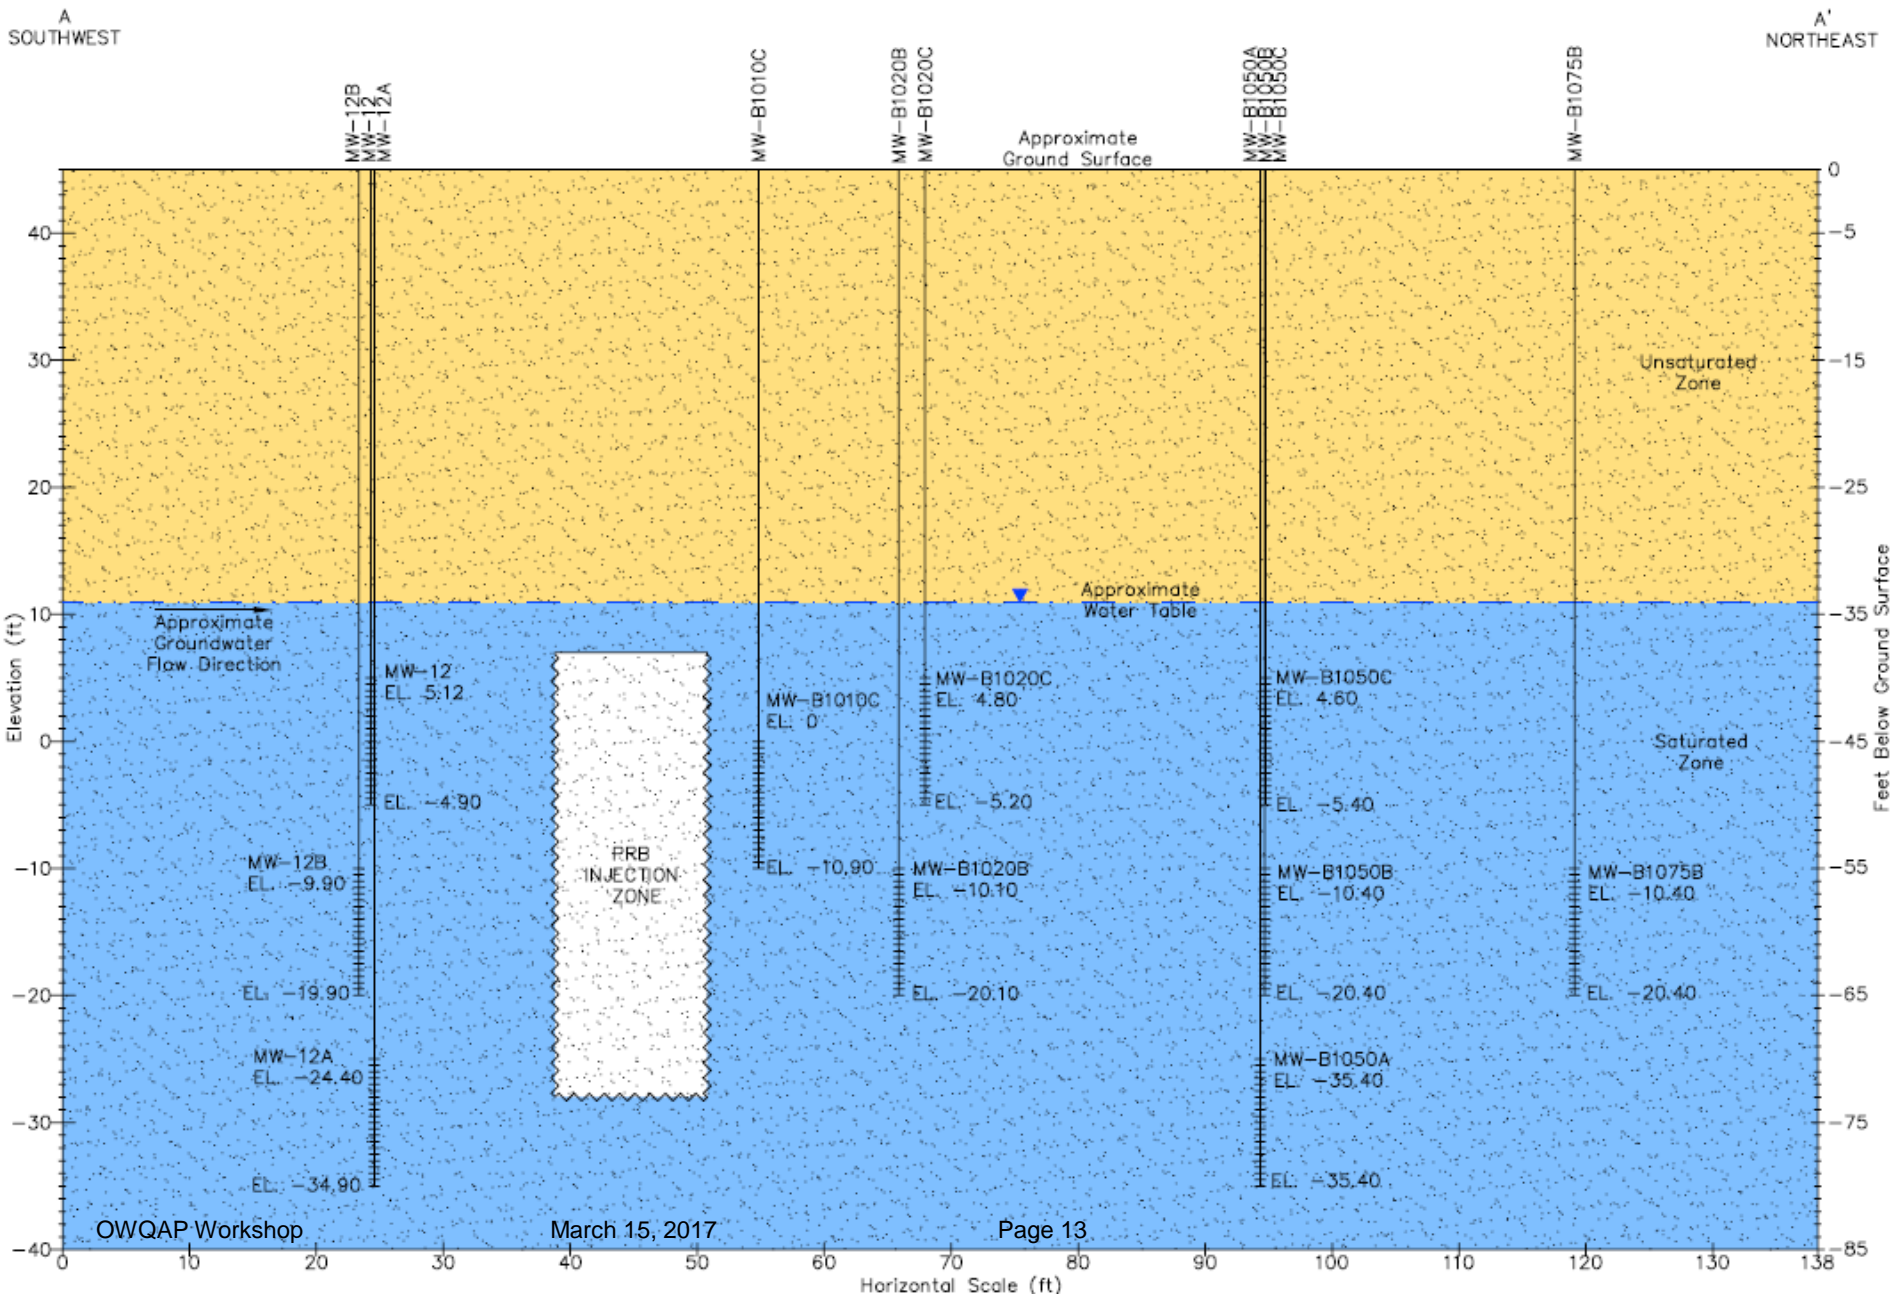 A
SOUTHWEST
A'
NORTHEAST
MW-12B
MW-12
MW-12A
MW-B1010C
MW-B1020B
MW-B1020C
MW-B1050A
MW-B1050B
MW-B1050C
MW-B1075B
Approximate
Ground Surface
40
30
20
10
0
-10
-20
-30
-40
Elevation (ft)
0
-5
-15
-25
-35
-45
-55
-65
-75
-85
Feet Below Ground Surface
Unsaturated
Zone
Approximate
Water Table
Approximate
Groundwater
Flow Direction
MW-12
EL. 5.12
EL. -4.90
MW-12B
EL. -9.90
EL. -19.90
MW-12A
EL. -24.40
EL. -34.90
PRB
INJECTION
ZONE
MW-B1010C
EL. 0
EL. -10.90
MW-B1020C
EL. 4.80
EL. -5.20
MW-B1020B
EL. -10.10
EL. -20.10
MW-B1050C
EL. 4.60
EL. -5.40
MW-B1050B
EL. -10.40
EL. -20.40
MW-B1050A
EL. -35.40
EL. -35.40
Saturated
Zone
MW-B1075B
EL. -10.40
EL. -20.40
OWQAP Workshop
March 15, 2017
Page 13
0 10 20 30 40 50 60 70 80 90 100 110 120 130 138
Horizontal Scale (ft)